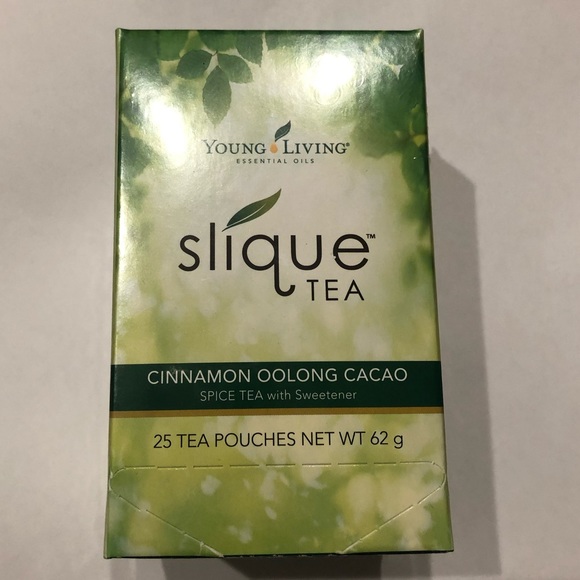 YOUNG LIVING®
ESSENTIAL OILS
slique™
TEA
CINNAMON OOLONG CACAO
SPICE TEA with Sweetener
25 TEA POUCHES NET WT 62 g